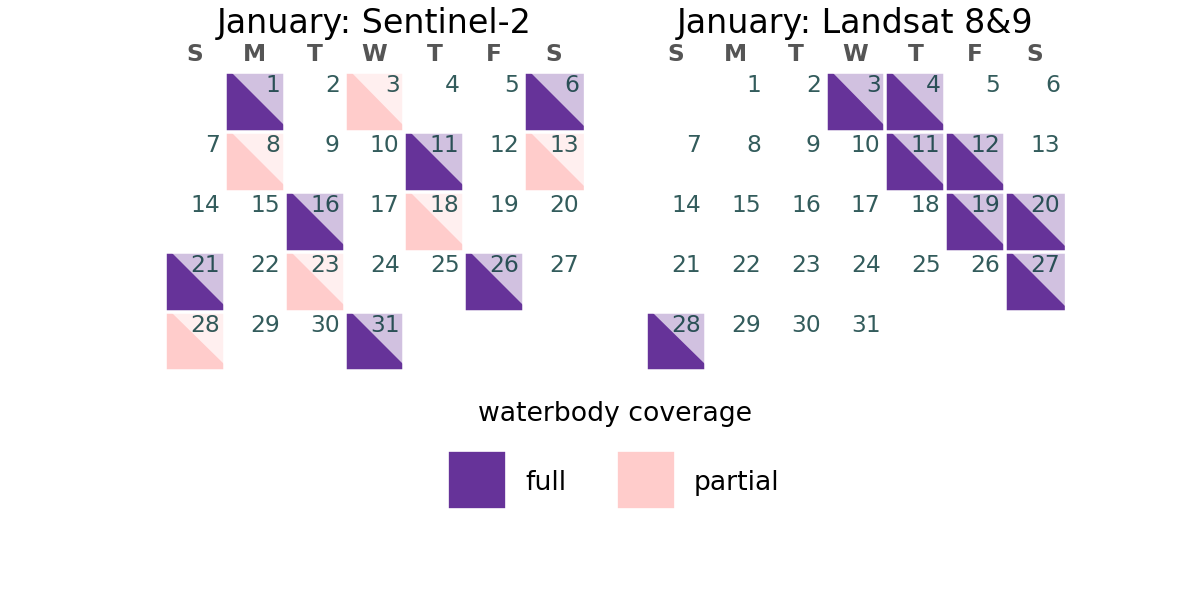 January: Sentinel-2
S M T W T F S
1 2 3 4 5 6
7 8 9 10 11 12 13
14 15 16 17 18 19 20
21 22 23 24 25 26 27
28 29 30 31
January: Landsat 8&9
S M T W T F S
1 2 3 4 5 6
7 8 9 10 11 12 13
14 15 16 17 18 19 20
21 22 23 24 25 26 27
28 29 30 31
waterbody coverage
full
partial